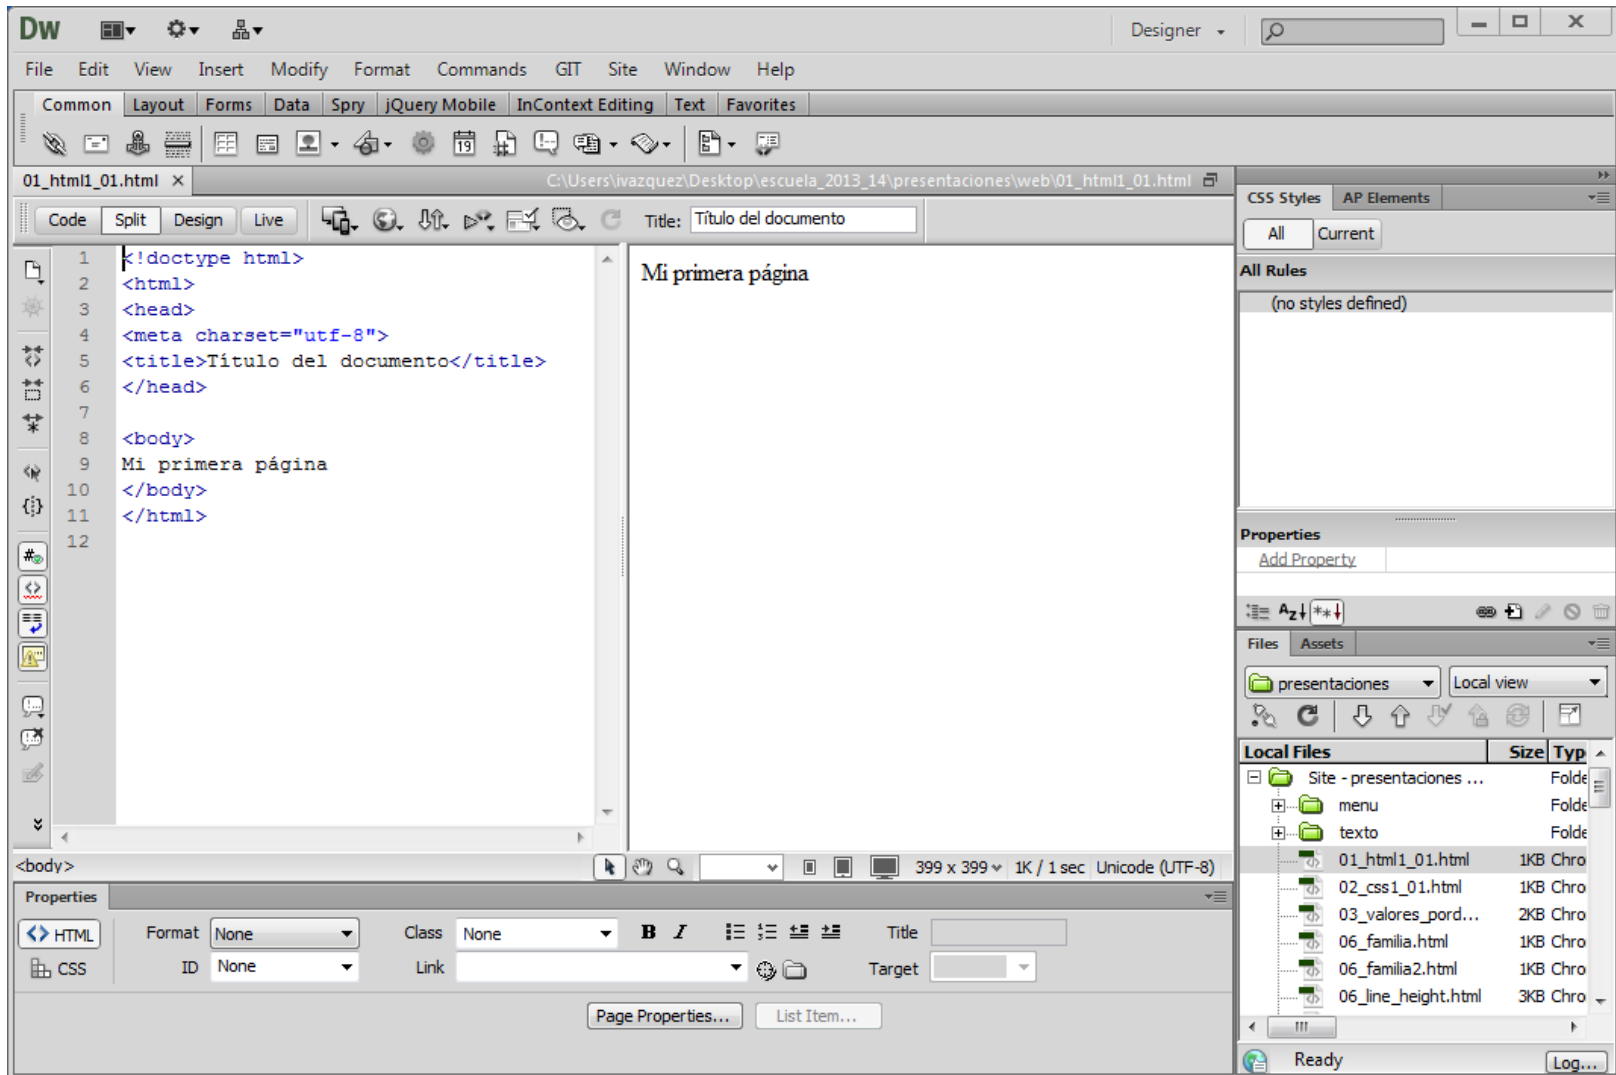 Dw Designer
File Edit View Insert Modify Format Commands GIT Site Window Help
Common Layout Forms Data Spry jQuery Mobile InContext Editing Text Favorites
19
01_html1_01.html × C:\Users\ivazquez\Desktop\escuela_2013_14\presentaciones\web\01_html1_01.html
Code Split Design Live Title: Título del documento
1 <!doctype html>
2 <html>
3 <head>
4 <meta charset="utf-8">
5 <title>Título del documento</title>
6 </head>
7
8 <body>
9 Mi primera página
10 </body>
11 </html>
12
Mi primera página
<body> 399 x 399 1K / 1 sec Unicode (UTF-8)
Properties
HTML Format None Class None B I Title
CSS ID None Link Target
Page Properties... List Item...
CSS Styles AP Elements
All Current
All Rules
(no styles defined)
Properties
Add Property
Files Assets
presentaciones Local view
Local Files Size Typ
Site - presentaciones ... Folde
menu Folde
texto Folde
01_html1_01.html 1KB Chro
02_css1_01.html 1KB Chro
03_valores_pord... 2KB Chro
06_familia.html 1KB Chro
06_familia2.html 1KB Chro
06_line_height.html 3KB Chro
Ready Log...